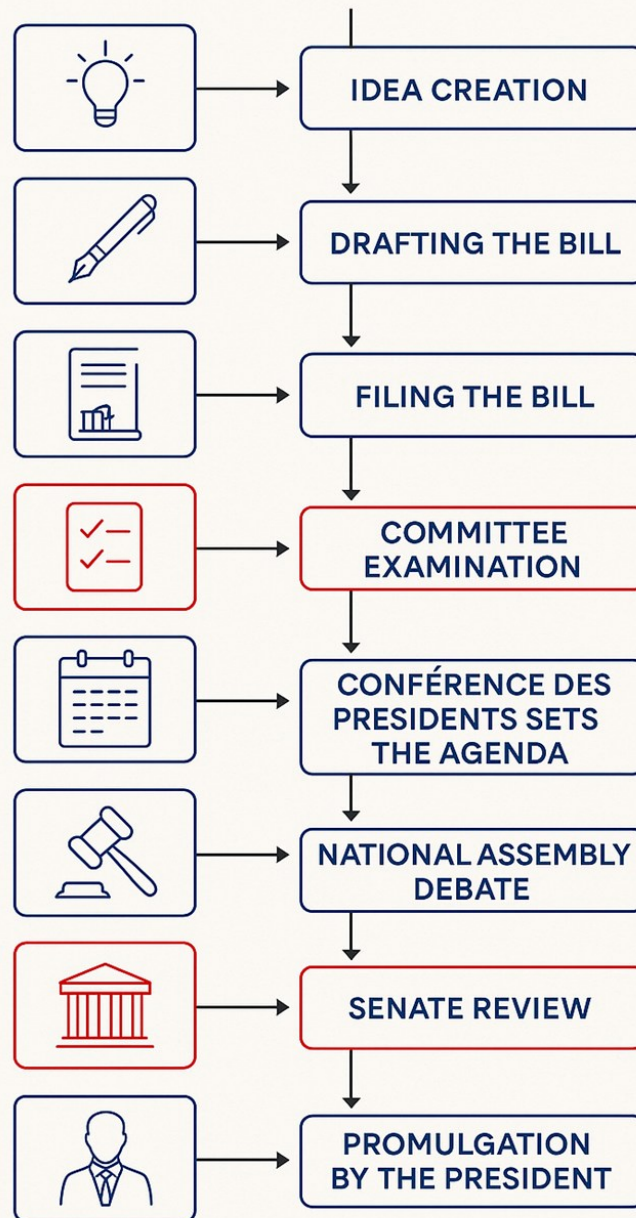 IDEA CREATION
DRAFTING THE BILL
FILING THE BILL
COMMITTEE
EXAMINATION
CONFÉRENCE DES
PRESIDENTS SETS
THE AGENDA
NATIONAL ASSEMBLY
DEBATE
SENATE REVIEW
PROMULGATION
BY THE PRESIDENT